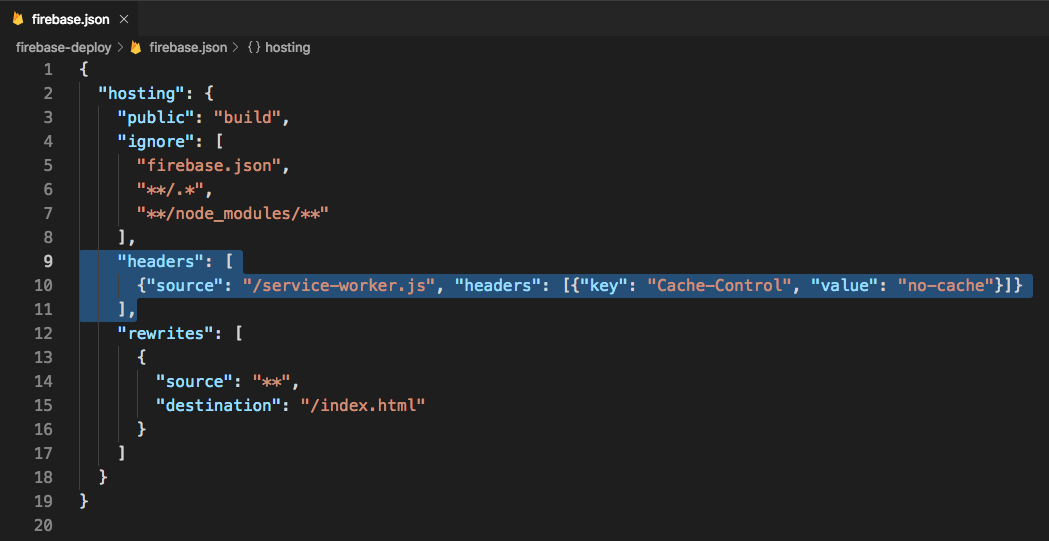 firebase.json ×
firebase-deploy > firebase.json > {} hosting
1 {
2   "hosting": {
3     "public": "build",
4     "ignore": [
5       "firebase.json",
6       "**/.*",
7       "**/node_modules/**"
8     ],
9     "headers": [
10       {"source": "/service-worker.js", "headers": [{"key": "Cache-Control", "value": "no-cache"}]}
11     ],
12     "rewrites": [
13       {
14         "source": "**",
15         "destination": "/index.html"
16       }
17     ]
18   }
19 }
20